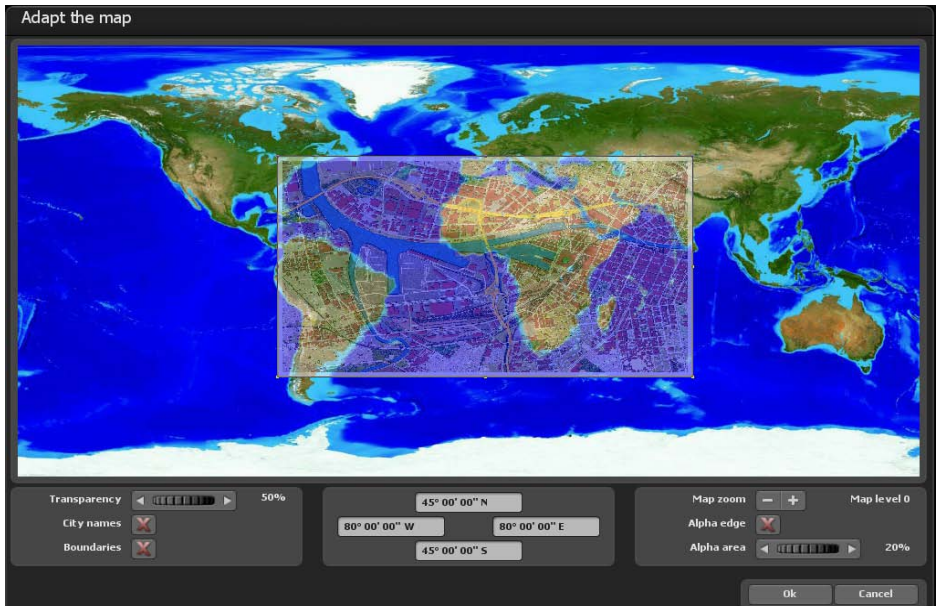 Adapt the map
Transparency 50%
City names
Boundaries
45° 00' 00" N
80° 00' 00" W 80° 00' 00" E
45° 00' 00" S
Map zoom − + Map level 0
Alpha edge
Alpha area 20%
Ok Cancel